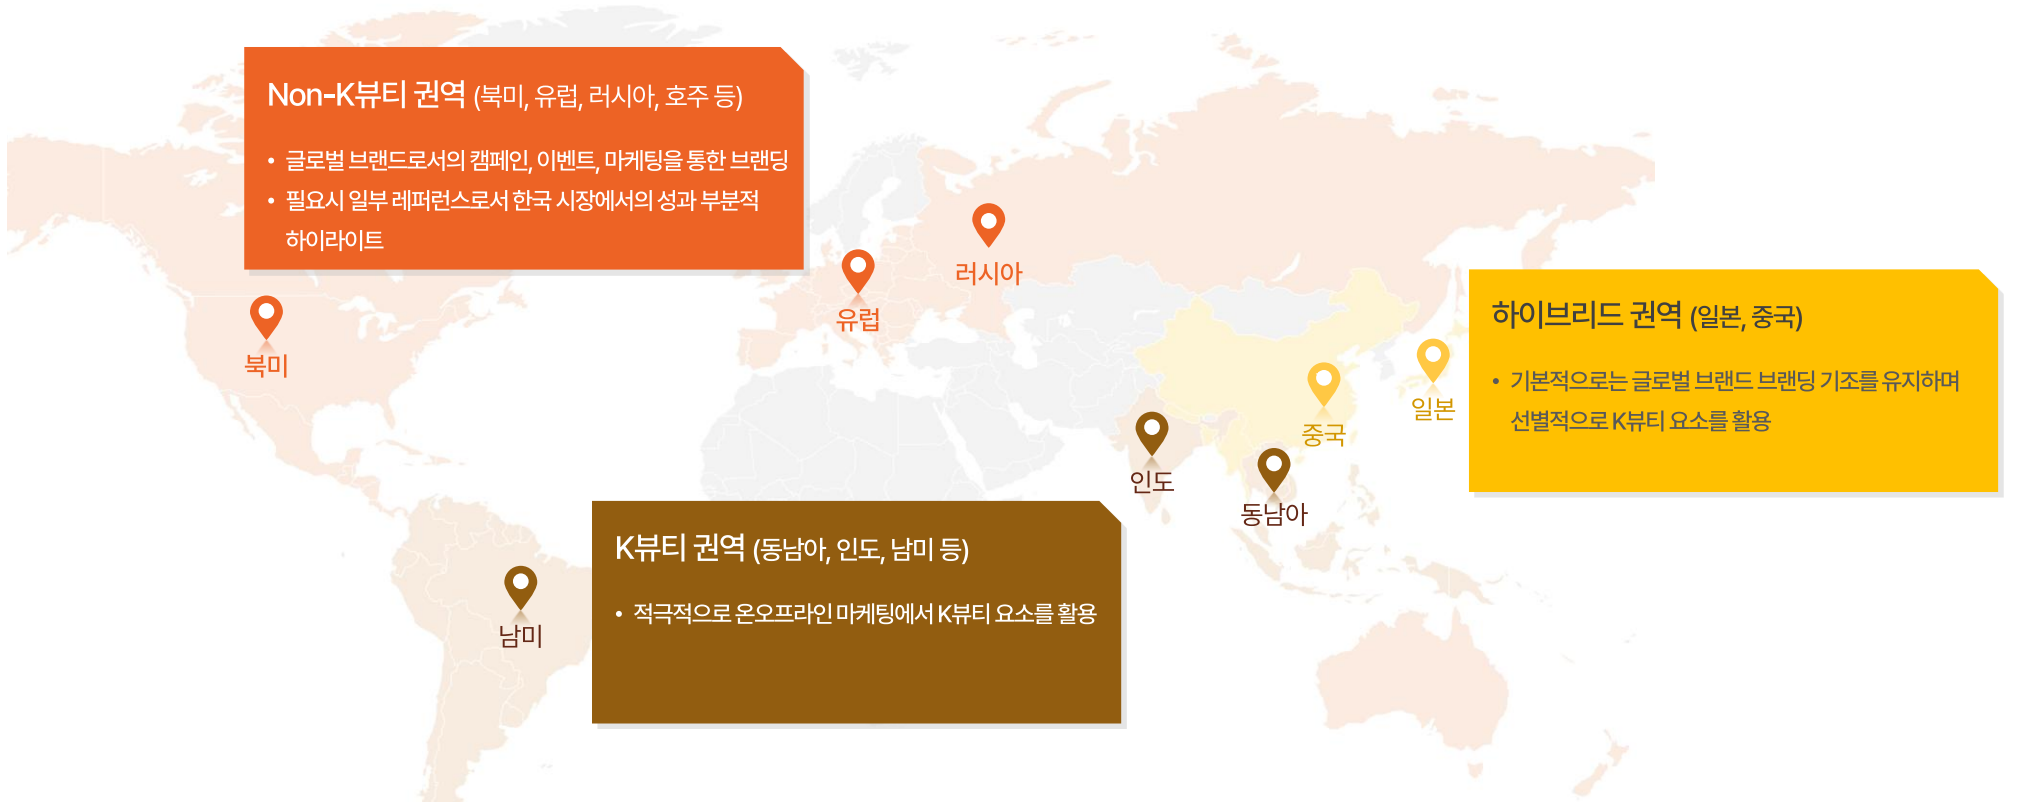 Non-K뷰티 권역 (북미, 유럽, 러시아, 호주 등)
• 글로벌 브랜드로서의 캠페인, 이벤트, 마케팅을 통한 브랜딩
• 필요시 일부 레퍼런스로서 한국 시장에서의 성과 부분적
하이라이트
러시아
유럽
북미
하이브리드 권역 (일본, 중국)
• 기본적으로는 글로벌 브랜드 브랜딩 기조를 유지하며
선별적으로 K뷰티 요소를 활용
일본
중국
인도
동남아
K뷰티 권역 (동남아, 인도, 남미 등)
• 적극적으로 온오프라인 마케팅에서 K뷰티 요소를 활용
남미